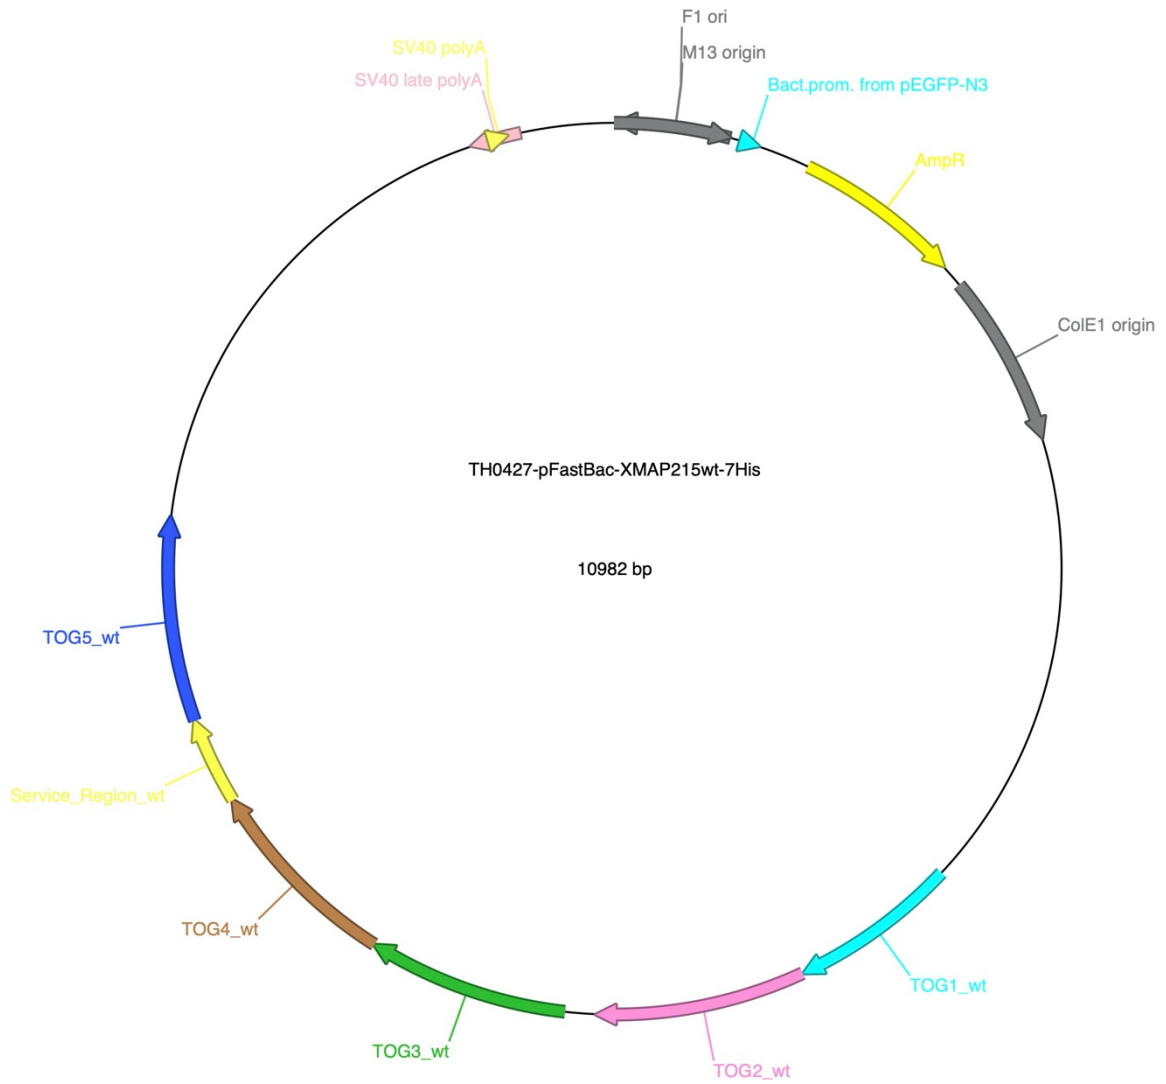 F1 ori
SV40 polyA
M13 origin
SV40 late polyA
Bact.prom. from pEGFP-N3
AmpR
ColE1 origin
TH0427-pFastBac-XMAP215wt-7His
10982 bp
TOG5_wt
Service_Region_wt
TOG4_wt
TOG1_wt
TOG3_wt
TOG2_wt